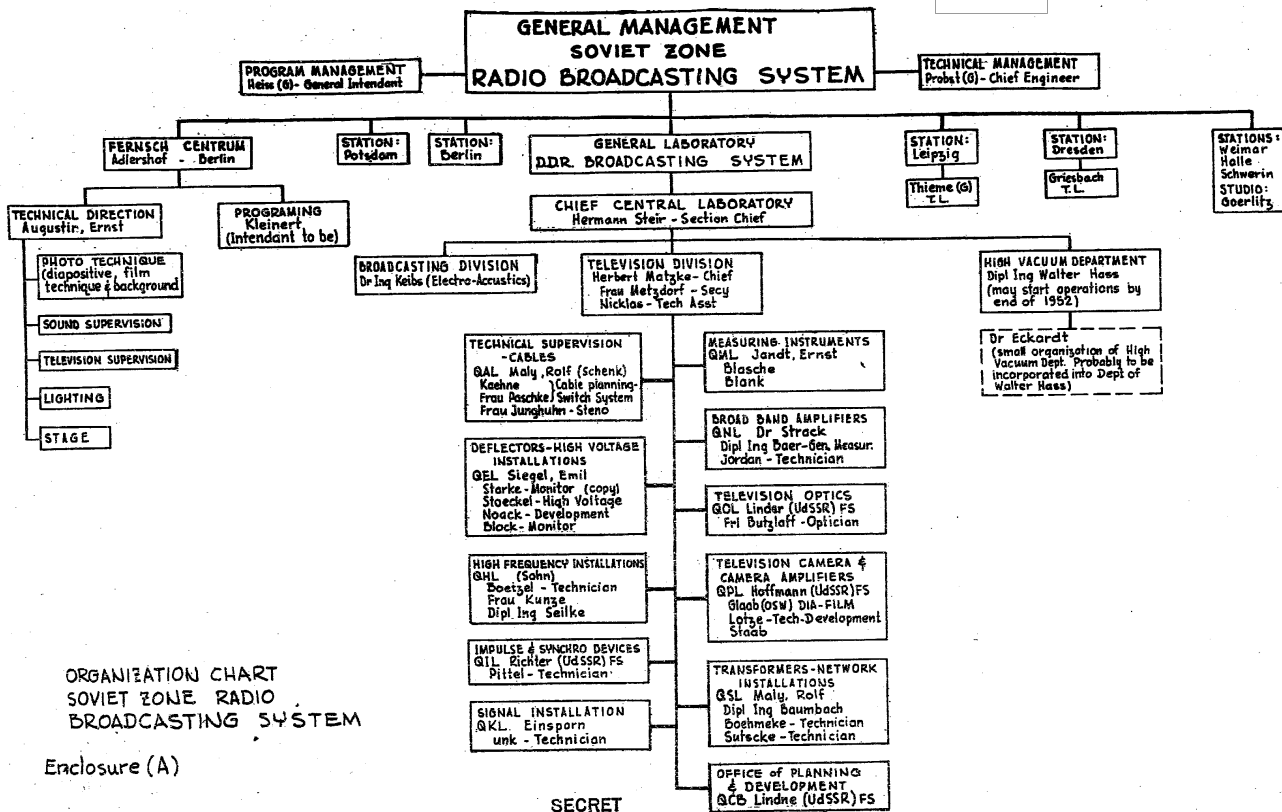 GENERAL MANAGEMENT
SOVIET ZONE
RADIO BROADCASTING SYSTEM
PROGRAM MANAGEMENT
Heiss (G)- General Intendant
TECHNICAL MANAGEMENT
Probst (G) - Chief Engineer
FERNSCH CENTRUM
Adlershof - Berlin
STATION:
Potsdam
STATION:
Berlin
GENERAL LABORATORY
D.D.R. BROADCASTING SYSTEM
STATION:
Leipzig
STATION:
Dresden
STATIONS:
Weimar
Halle
Schwerin
STUDIO:
Goerlitz
Thieme (G)
T.L.
Griesbach
T.L.
CHIEF CENTRAL LABORATORY
Hermann Steir - Section Chief
TECHNICAL DIRECTION
Augustin, Ernst
PROGRAMING
Kleinert
(Intendant to be)
PHOTO TECHNIQUE
(diapositive, film
technique & background
SOUND SUPERVISION
TELEVISION SUPERVISION
LIGHTING
STAGE
BROADCASTING DIVISION
Dr Ing Keibs (Electro-Accustics)
TELEVISION DIVISION
Herbert Matzke - Chief
Frau Metzdorf - Secy
Nicklas - Tech Asst
HIGH VACUUM DEPARTMENT
Dipl Ing Walter Hass
(may start operations by
end of 1952)
Dr Eckardt
(small organization of High
Vacuum Dept. Probably to be
incorporated into Dept of
Walter Hass)
TECHNICAL SUPERVISION
-CABLES
QAL Maly, Rolf (Schenk)
Kaehne )Cable planning-
Frau Paschke) Switch System
Frau Junghuhn - Steno
DEFLECTORS-HIGH VOLTAGE
INSTALLATIONS
QEL Siegel, Emil
Starke - Monitor (copy)
Stoeckel - High Voltage
Noack - Development
Block - Monitor
HIGH FREQUENCY INSTALLATIONS
QHL (Sohn)
Boetzel - Technician
Frau Kunze
Dipl Ing Seilke
IMPULSE & SYNCHRO DEVICES
QIL Richter (UdSSR) FS
Pittel - Technician
SIGNAL INSTALLATION
QKL. Einsporn
unk - Technician
MEASURING INSTRUMENTS
QML Jandt, Ernst
Blasche
Blank
BROAD BAND AMPLIFIERS
QNL Dr Strack
Dipl Ing Baer-Gen, Measur.
Jordan - Technician
TELEVISION OPTICS
QOL Linder (UdSSR) FS
Frl Butzlaff - Optician
TELEVISION CAMERA &
CAMERA AMPLIFIERS
QPL Hoffmann (UdSSR) FS
Glaab (OSW) DIA-FILM
Lotze - Tech-Development
Staab
TRANSFORMERS-NETWORK
INSTALLATIONS
QSL Maly, Rolf
Dipl Ing Baumbach
Boehmeke - Technician
Sutscke - Technician
OFFICE OF PLANNING
& DEVELOPMENT
QCB Lindne (UdSSR) FS
ORGANIZATION CHART
SOVIET ZONE RADIO
BROADCASTING SYSTEM
Enclosure (A)
SECRET